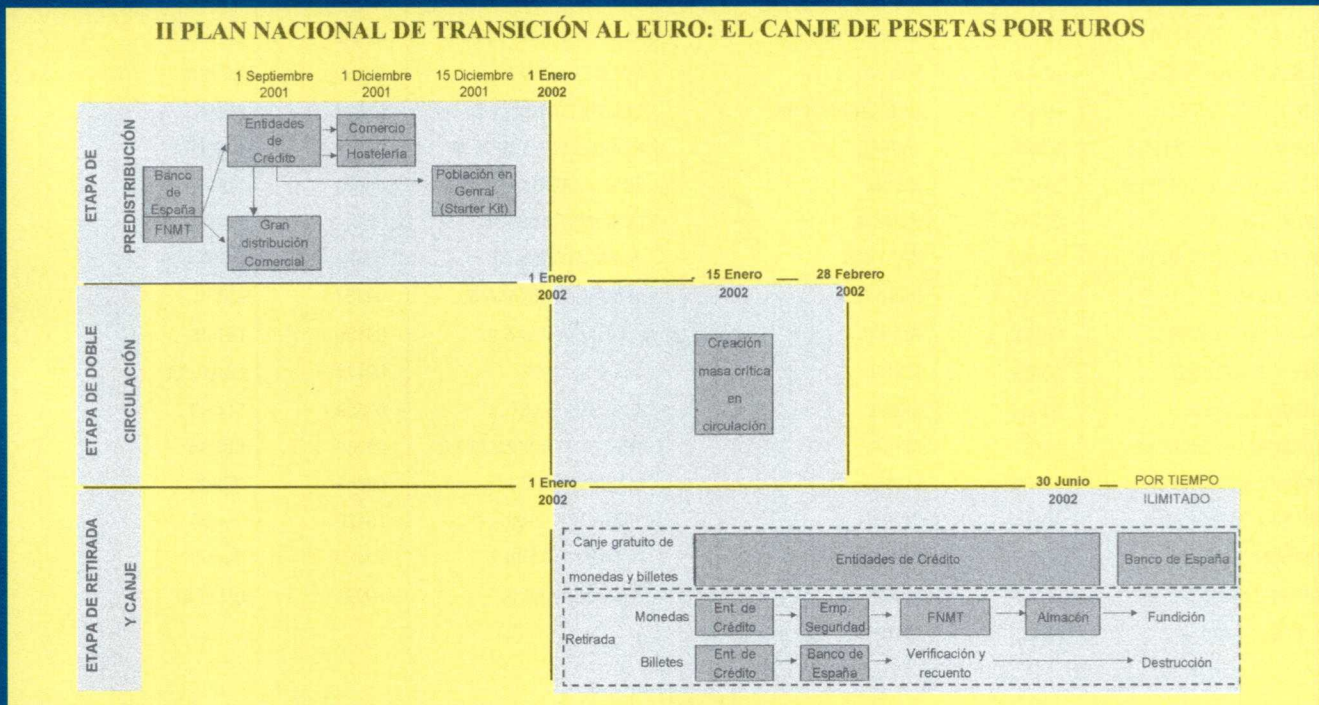 II PLAN NACIONAL DE TRANSICIÓN AL EURO: EL CANJE DE PESETAS POR EUROS
1 Septiembre
2001
1 Diciembre
2001
15 Diciembre
2001
1 Enero
2002
ETAPA DE
PREDISTRIBUCIÓN
Banco
de
España
FNMT
Entidades
de
Crédito
Gran
distribución
Comercial
Comercio
Hostelería
Población en
Genral
(Starter Kit)
1 Enero
2002
15 Enero
2002
28 Febrero
2002
ETAPA DE DOBLE
CIRCULACIÓN
Creación
masa crítica
en
circulación
1 Enero
2002
30 Junio
2002
POR TIEMPO
ILIMITADO
ETAPA DE RETIRADA
Y CANJE
Canje gratuito de
monedas y billetes
Entidades de Crédito
Banco de España
Retirada
Monedas
Ent. de
Crédito
Emp.
Seguridad
FNMT
Almacén
Fundición
Billetes
Ent. de
Crédito
Banco de
España
Verificación y
recuento
Destrucción